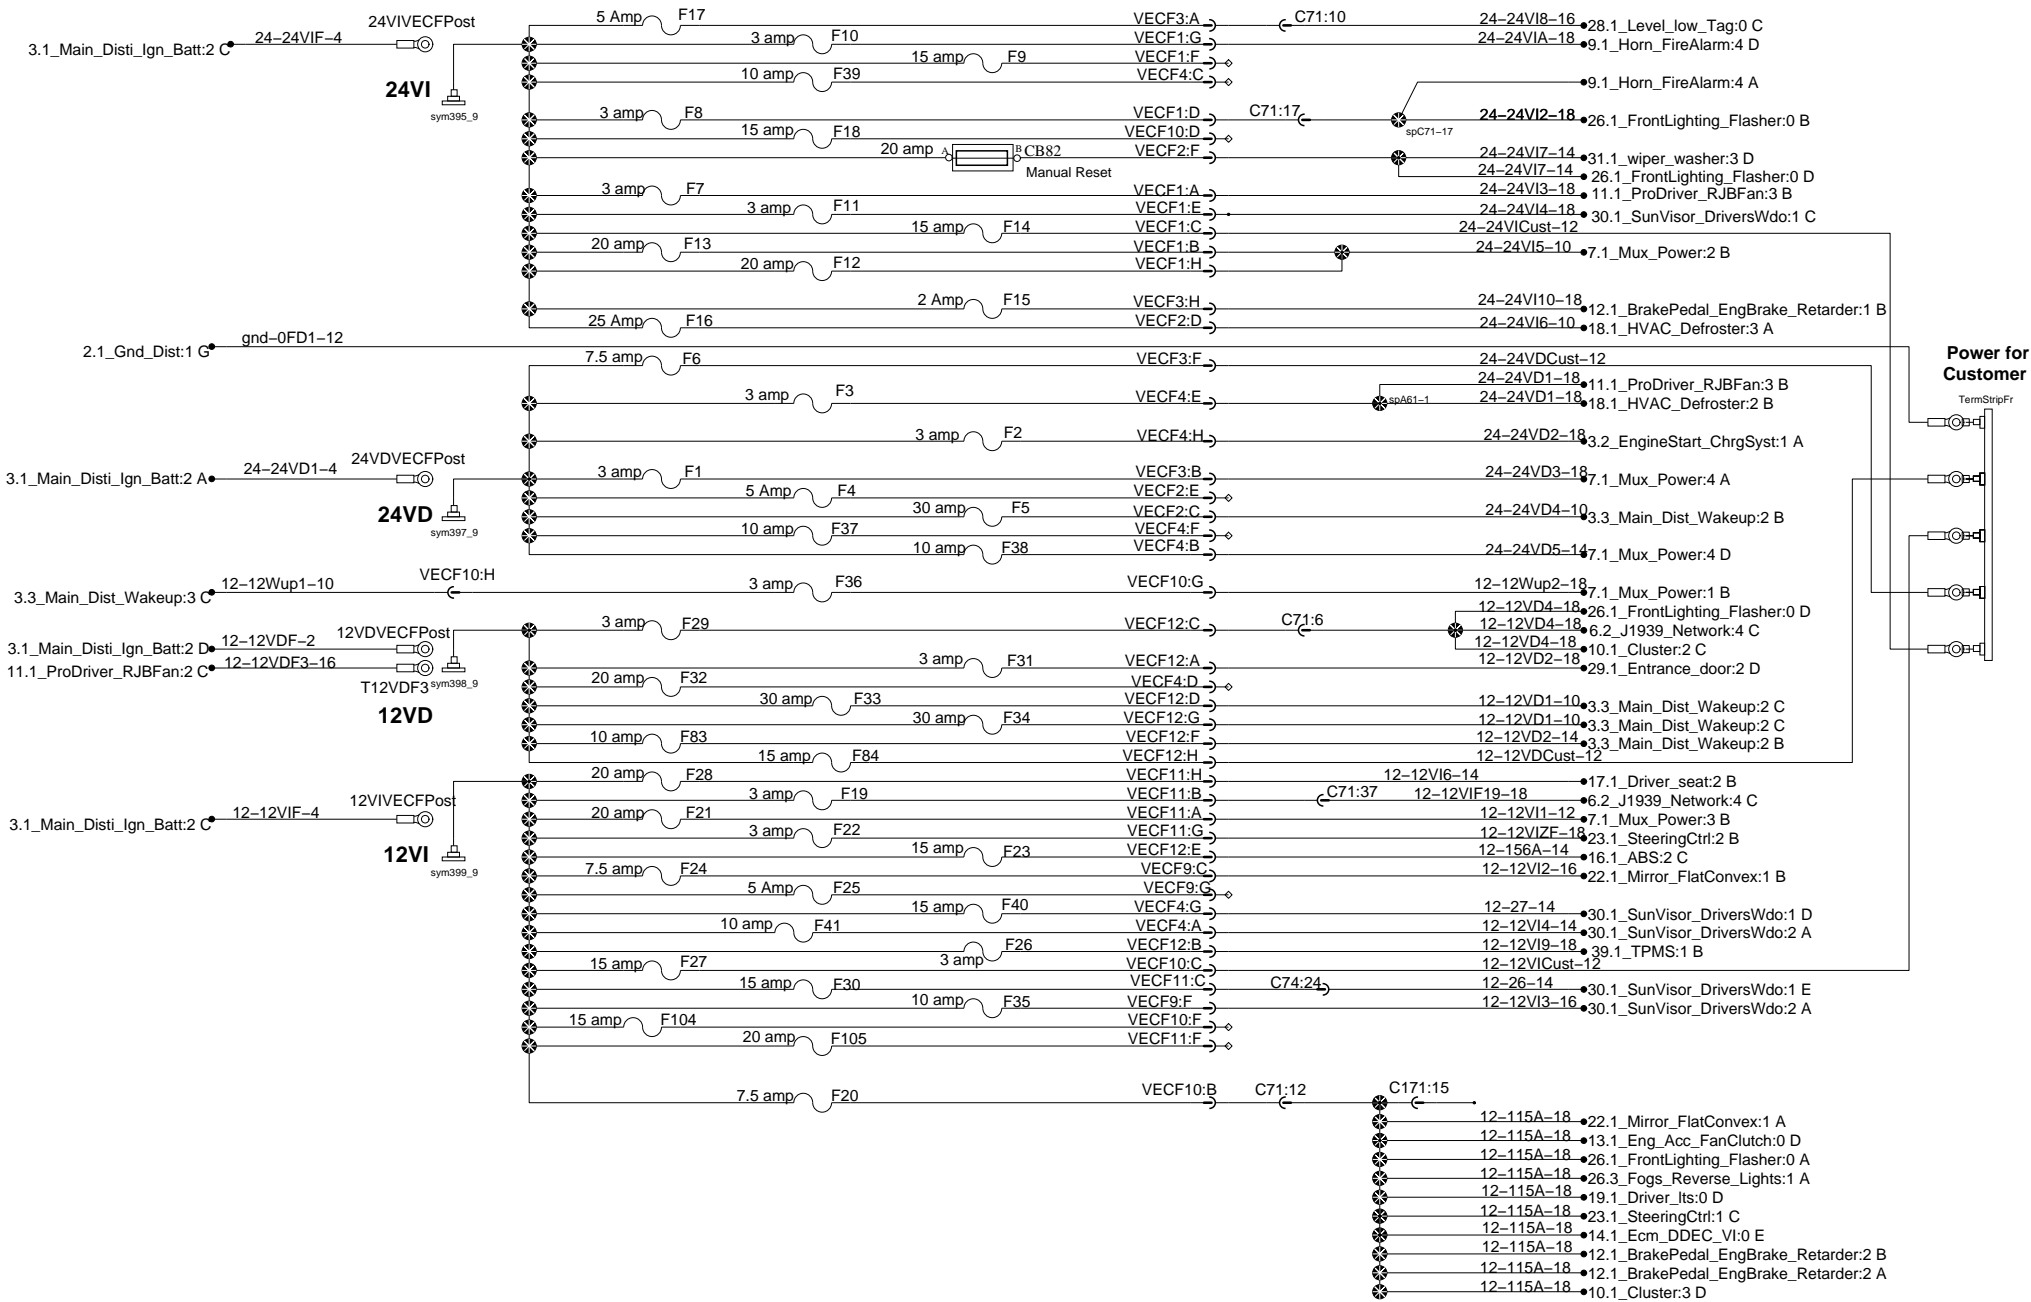 5 Amp F17 VECF3:A C71:10 24-24VI8-16 28.1_Level_low_Tag:0 C
24VIVECFPost
3.1_Main_Disti_Ign_Batt:2 C 24-24VIF-4
3 amp F10 VECF1:G 24-24VIA-18 9.1_Horn_FireAlarm:4 D
15 amp F9 VECF1:F
10 amp F39 VECF4:C 9.1_Horn_FireAlarm:4 A
24VI
sym395_9
3 amp F8 VECF1:D C71:17 24-24VI2-18 26.1_FrontLighting_Flasher:0 B
spC71-17
15 amp F18 VECF10:D
20 amp A B CB82 VECF2:F 24-24VI7-14 31.1_wiper_washer:3 D
Manual Reset
24-24VI7-14 26.1_FrontLighting_Flasher:0 D
3 amp F7 VECF1:A 24-24VI3-18 11.1_ProDriver_RJBFan:3 B
3 amp F11 VECF1:E 24-24VI4-18 30.1_SunVisor_DriversWdo:1 C
15 amp F14 VECF1:C 24-24VICust-12
20 amp F13 VECF1:B 24-24VI5-10 7.1_Mux_Power:2 B
20 amp F12 VECF1:H
2 Amp F15 VECF3:H 24-24VI10-18 12.1_BrakePedal_EngBrake_Retarder:1 B
25 Amp F16 VECF2:D 24-24VI6-10 18.1_HVAC_Defroster:3 A
2.1_Gnd_Dist:1 G gnd-0FD1-12
Power for
Customer
TermStripFr
7.5 amp F6 VECF3:F 24-24VDCust-12
24-24VD1-18 11.1_ProDriver_RJBFan:3 B
3 amp F3 VECF4:E spA61-1 24-24VD1-18 18.1_HVAC_Defroster:2 B
3 amp F2 VECF4:H 24-24VD2-18 3.2_EngineStart_ChrgSyst:1 A
24VDVECFPost
3.1_Main_Disti_Ign_Batt:2 A 24-24VD1-4
3 amp F1 VECF3:B 24-24VD3-18 7.1_Mux_Power:4 A
5 Amp F4 VECF2:E
24VD
sym397_9
30 amp F5 VECF2:C 24-24VD4-10 3.3_Main_Dist_Wakeup:2 B
10 amp F37 VECF4:F
10 amp F38 VECF4:B 24-24VD5-14 7.1_Mux_Power:4 D
3.3_Main_Dist_Wakeup:3 C 12-12Wup1-10 VECF10:H 3 amp F36 VECF10:G 12-12Wup2-18 7.1_Mux_Power:1 B
12-12VD4-18 26.1_FrontLighting_Flasher:0 D
3 amp F29 VECF12:C C71:6 12-12VD4-18 6.2_J1939_Network:4 C
12VDVECFPost
3.1_Main_Disti_Ign_Batt:2 D 12-12VDF-2
12-12VD4-18 10.1_Cluster:2 C
11.1_ProDriver_RJBFan:2 C 12-12VDF3-16
T12VDF3 sym398_9
12VD
3 amp F31 VECF12:A 12-12VD2-18 29.1_Entrance_door:2 D
20 amp F32 VECF4:D
30 amp F33 VECF12:D 12-12VD1-10 3.3_Main_Dist_Wakeup:2 C
30 amp F34 VECF12:G 12-12VD1-10 3.3_Main_Dist_Wakeup:2 C
10 amp F83 VECF12:F 12-12VD2-14 3.3_Main_Dist_Wakeup:2 B
15 amp F84 VECF12:H 12-12VDCust-12
20 amp F28 VECF11:H 12-12VI6-14 17.1_Driver_seat:2 B
12VIVECFPost
3 amp F19 VECF11:B C71:37 12-12VIF19-18 6.2_J1939_Network:4 C
3.1_Main_Disti_Ign_Batt:2 C 12-12VIF-4
20 amp F21 VECF11:A 12-12VI1-12 7.1_Mux_Power:3 B
3 amp F22 VECF11:G 12-12VIZF-18 23.1_SteeringCtrl:2 B
12VI
sym399_9
15 amp F23 VECF12:E 12-156A-14 16.1_ABS:2 C
7.5 amp F24 VECF9:C 12-12VI2-16 22.1_Mirror_FlatConvex:1 B
5 Amp F25 VECF9:G
15 amp F40 VECF4:G 12-27-14 30.1_SunVisor_DriversWdo:1 D
10 amp F41 VECF4:A 12-12VI4-14 30.1_SunVisor_DriversWdo:2 A
3 amp F26 VECF12:B 12-12VI9-18 39.1_TPMS:1 B
15 amp F27 VECF10:C 12-12VICust-12
15 amp F30 VECF11:C C74:24 12-26-14 30.1_SunVisor_DriversWdo:1 E
10 amp F35 VECF9:F 12-12VI3-16 30.1_SunVisor_DriversWdo:2 A
15 amp F104 VECF10:F
20 amp F105 VECF11:F
7.5 amp F20 VECF10:B C71:12 C171:15
12-115A-18 22.1_Mirror_FlatConvex:1 A
12-115A-18 13.1_Eng_Acc_FanClutch:0 D
12-115A-18 26.1_FrontLighting_Flasher:0 A
12-115A-18 26.3_Fogs_Reverse_Lights:1 A
12-115A-18 19.1_Driver_lts:0 D
12-115A-18 23.1_SteeringCtrl:1 C
12-115A-18 14.1_Ecm_DDEC_VI:0 E
12-115A-18 12.1_BrakePedal_EngBrake_Retarder:2 B
12-115A-18 12.1_BrakePedal_EngBrake_Retarder:2 A
12-115A-18 10.1_Cluster:3 D